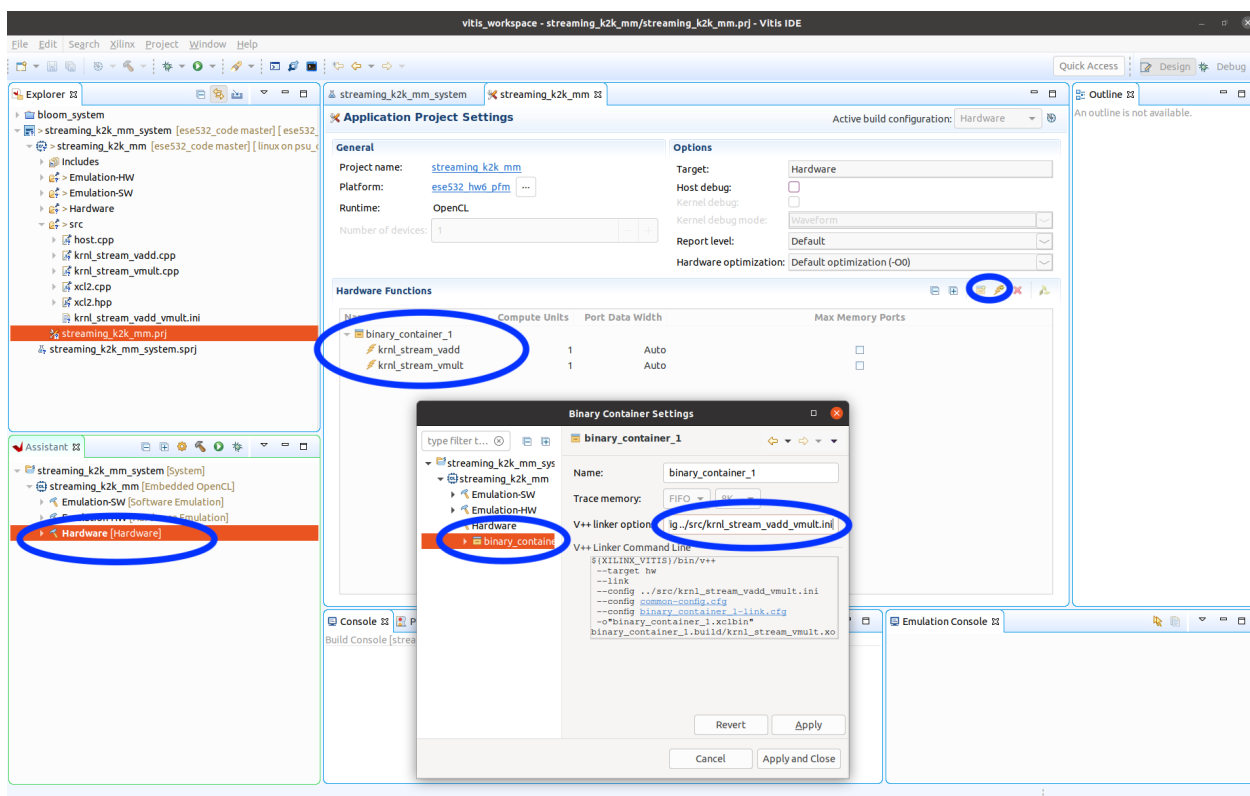 vitis_workspace - streaming_k2k_mm/streaming_k2k_mm.prj - Vitis IDE
File Edit Search Xilinx Project Window Help
Quick Access Design Debug
Explorer
bloom_system
> streaming_k2k_mm_system [ese532_code master] [ese532_
> streaming_k2k_mm [ese532_code master] [ linux on psu_
Includes
> Emulation-HW
> Emulation-SW
> Hardware
> src
> host.cpp
> krnl_stream_vadd.cpp
> krnl_stream_vmult.cpp
> xcl2.cpp
> xcl2.hpp
krnl_stream_vadd_vmult.ini
streaming_k2k_mm.prj
streaming_k2k_mm_system.sprj
Assistant
streaming_k2k_mm_system [System]
streaming_k2k_mm [Embedded OpenCL]
Emulation-SW [Software Emulation]
Emulation-HW [Hardware Emulation]
Hardware [Hardware]
streaming_k2k_mm_system streaming_k2k_mm
Application Project Settings Active build configuration: Hardware
General
Project name: streaming_k2k_mm
Platform: ese532_hw6_pfm ...
Runtime: OpenCL
Number of devices: 1
Options
Target: Hardware
Host debug:
Kernel debug:
Kernel debug mode: Waveform
Report level: Default
Hardware optimization: Default optimization (-O0)
Hardware Functions
Compute Units Port Data Width Max Memory Ports
binary_container_1
krnl_stream_vadd 1 Auto
krnl_stream_vmult 1 Auto
Binary Container Settings
type filter t...
streaming_k2k_mm_sys
streaming_k2k_mm
Emulation-SW
Emulation-HW
Hardware
binary_containe
binary_container_1
Name: binary_container_1
Trace memory: FIFO 8K
V++ linker option ig ../src/krnl_stream_vadd_vmult.ini
V++ Linker Command Line
${XILINX_VITIS}/bin/v++
--target hw
--link
--config ../src/krnl_stream_vadd_vmult.ini
--config common-config.cfg
--config binary_container_1-link.cfg
-o"binary_container_1.xclbin"
binary_container_1.build/krnl_stream_vmult.xo
Revert Apply
Cancel Apply and Close
Outline
An outline is not available.
Console P
Build Console [strea
Emulation Console